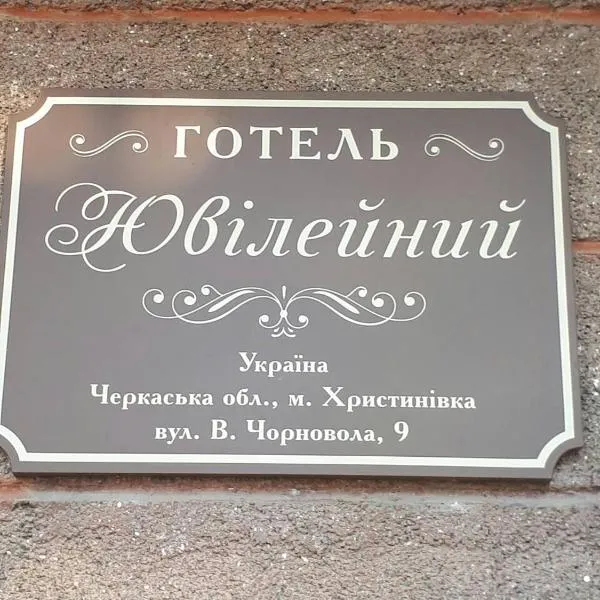 ГОТЕЛЬ
Ювілейний
Україна
Черкаська обл., м. Христинівка
вул. В. Чорновола, 9